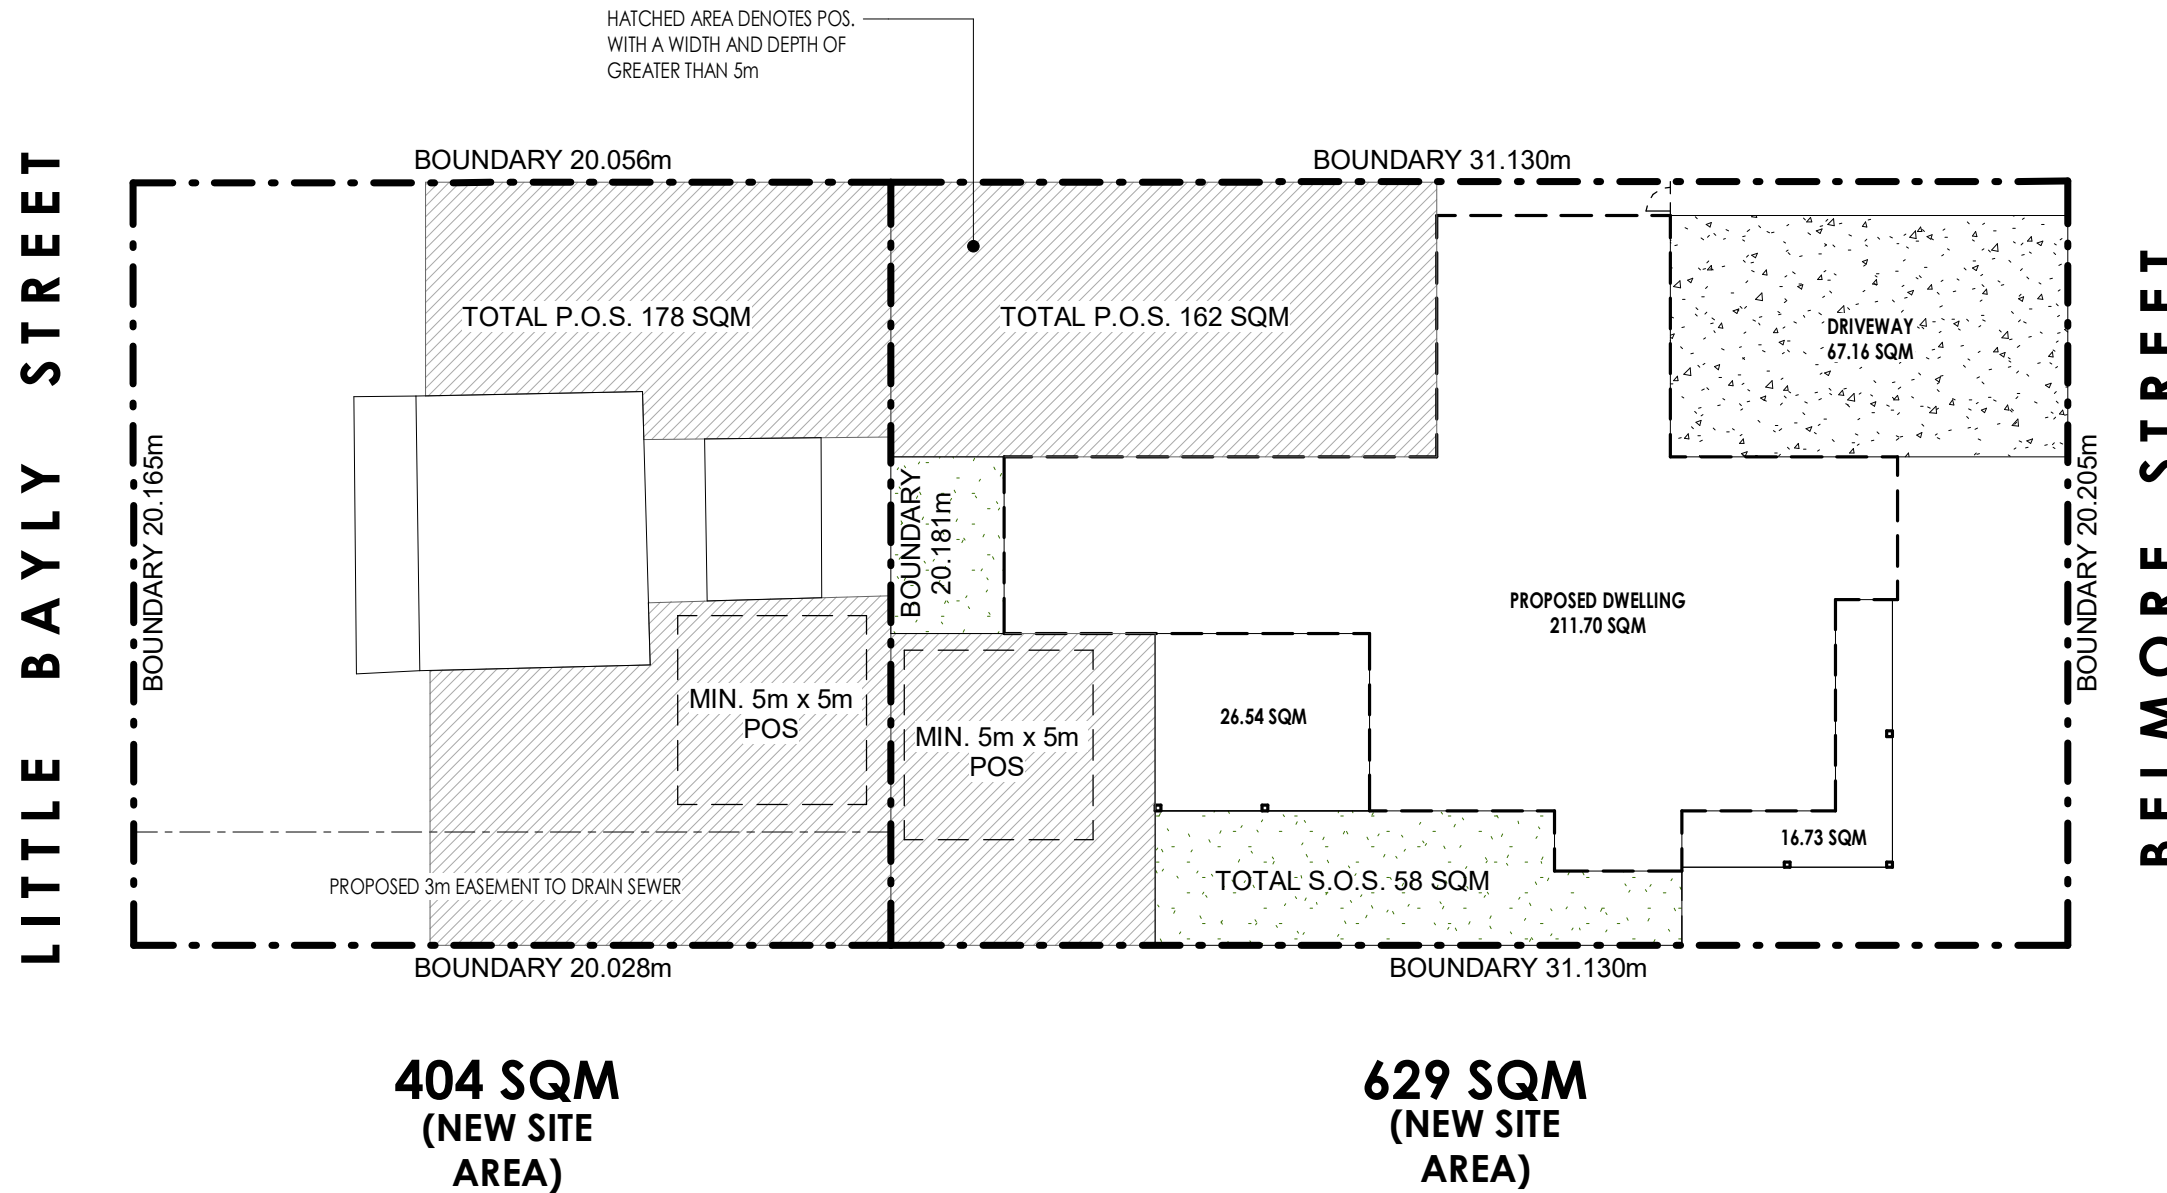 HATCHED AREA DENOTES POS.
WITH A WIDTH AND DEPTH OF
GREATER THAN 5m
BOUNDARY 20.056m
BOUNDARY 31.130m
LITTLE BAYLY STREET
BOUNDARY 20.165m
TOTAL P.O.S. 178 SQM
TOTAL P.O.S. 162 SQM
DRIVEWAY
67.16 SQM
BELMORE STREET
BOUNDARY 20.205m
BOUNDARY
20.181m
PROPOSED DWELLING
211.70 SQM
MIN. 5m x 5m
POS
MIN. 5m x 5m
POS
26.54 SQM
16.73 SQM
PROPOSED 3m EASEMENT TO DRAIN SEWER
TOTAL S.O.S. 58 SQM
BOUNDARY 20.028m
BOUNDARY 31.130m
404 SQM
(NEW SITE
AREA)
629 SQM
(NEW SITE
AREA)